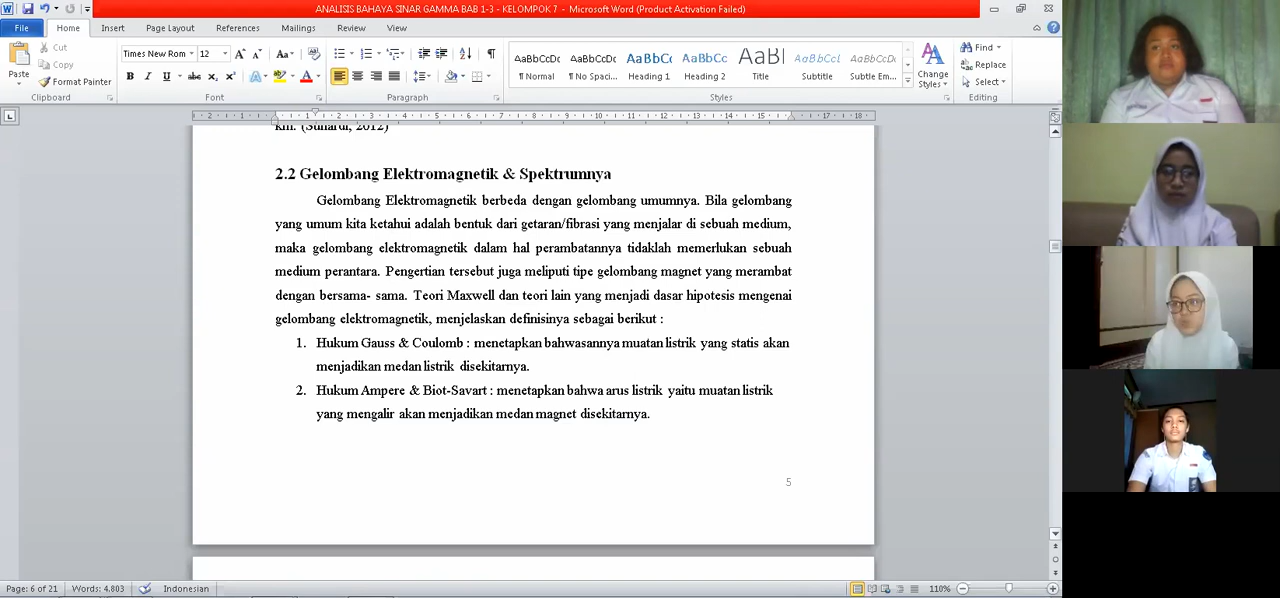 ANALISIS BAHAYA SINAR GAMMA BAB 1-3 - KELOMPOK 7 - Microsoft Word (Product Activation Failed)
File Home Insert Page Layout References Mailings Review View
Paste
Cut
Copy
Format Painter
Clipboard
Times New Rom 12
Font
Paragraph
AaBbCcDc AaBbCcDc AaBbC AaBbCc AaBl AaBbCcL AaBbCcD
¶ Normal ¶ No Spaci... Heading 1 Heading 2 Title Subtitle Subtle Em...
Change Styles
Styles
Find
Replace
Select
Editing
km. (Sunardi, 2012)
2.2 Gelombang Elektromagnetik & Spektrumnya
Gelombang Elektromagnetik berbeda dengan gelombang umumnya. Bila gelombang
yang umum kita ketahui adalah bentuk dari getaran/fibrasi yang menjalar di sebuah medium,
maka gelombang elektromagnetik dalam hal perambatannya tidaklah memerlukan sebuah
medium perantara. Pengertian tersebut juga meliputi tipe gelombang magnet yang merambat
dengan bersama- sama. Teori Maxwell dan teori lain yang menjadi dasar hipotesis mengenai
gelombang elektromagnetik, menjelaskan definisinya sebagai berikut :
1. Hukum Gauss & Coulomb : menetapkan bahwasannya muatan listrik yang statis akan
menjadikan medan listrik disekitarnya.
2. Hukum Ampere & Biot-Savart : menetapkan bahwa arus listrik yaitu muatan listrik
yang mengalir akan menjadikan medan magnet disekitarnya.
5
Page: 6 of 21 Words: 4.803 Indonesian 110%